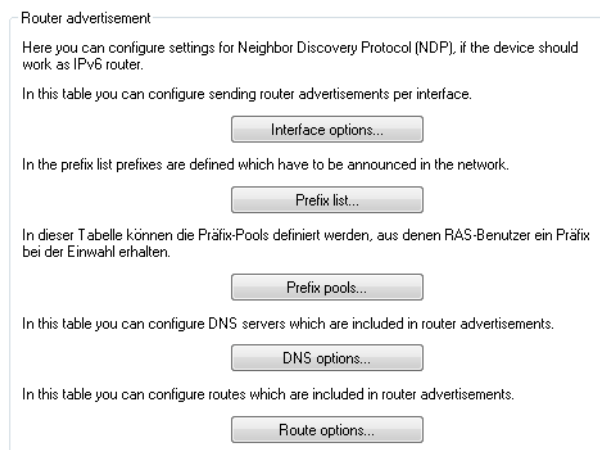 Router advertisement
Here you can configure settings for Neighbor Discovery Protocol (NDP), if the device should
work as IPv6 router.
In this table you can configure sending router advertisements per interface.
Interface options...
In the prefix list prefixes are defined which have to be announced in the network.
Prefix list...
In dieser Tabelle können die Präfix-Pools definiert werden, aus denen RAS-Benutzer ein Präfix
bei der Einwahl erhalten.
Prefix pools...
In this table you can configure DNS servers which are included in router advertisements.
DNS options...
In this table you can configure routes which are included in router advertisements.
Route options...